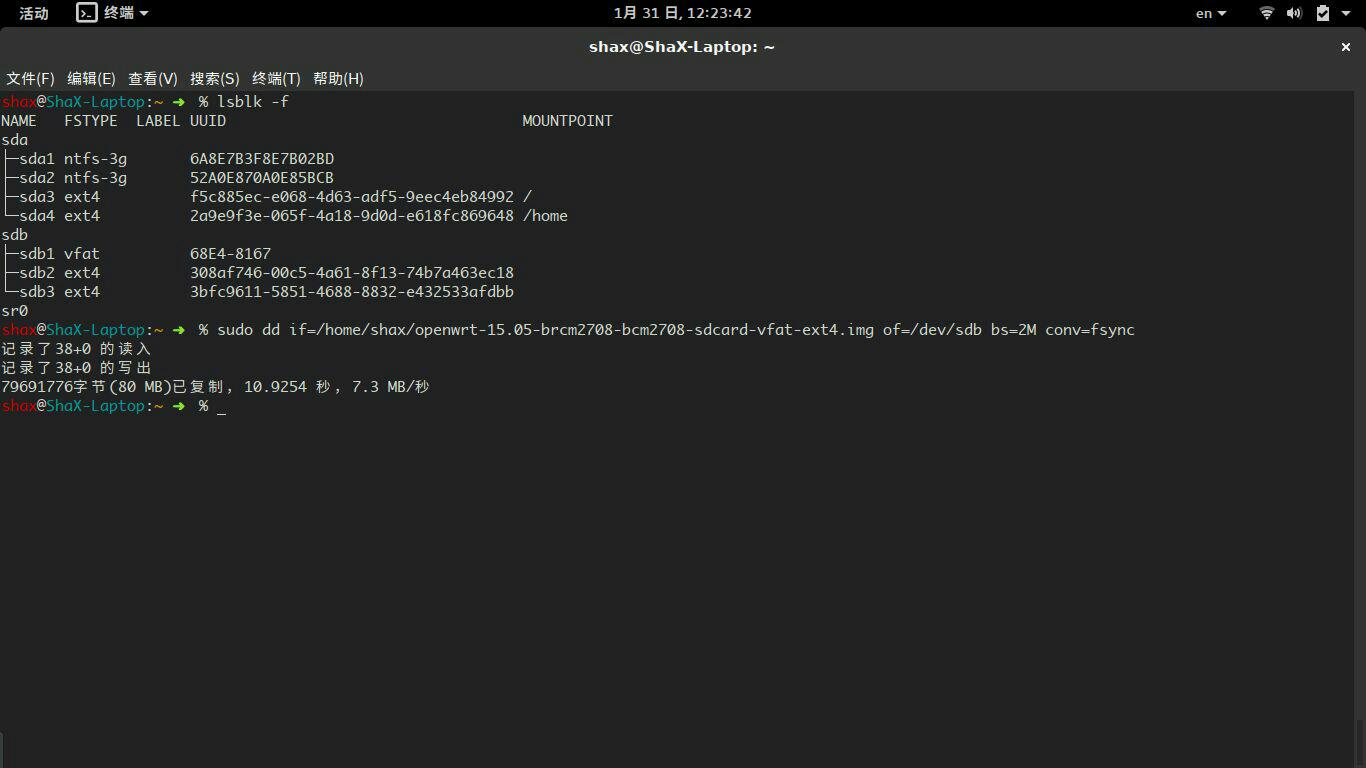 活动 终端 1月 31 日, 12:23:42 en
shax@ShaX-Laptop: ~ ×
文件(F) 编辑(E) 查看(V) 搜索(S) 终端(T) 帮助(H)
shax@ShaX-Laptop:~ ➜ % lsblk -f
NAME FSTYPE LABEL UUID MOUNTPOINT
sda
├─sda1 ntfs-3g 6A8E7B3F8E7B02BD
├─sda2 ntfs-3g 52A0E870A0E85BCB
├─sda3 ext4 f5c885ec-e068-4d63-adf5-9eec4eb84992 /
└─sda4 ext4 2a9e9f3e-065f-4a18-9d0d-e618fc869648 /home
sdb
├─sdb1 vfat 68E4-8167
├─sdb2 ext4 308af746-00c5-4a61-8f13-74b7a463ec18
└─sdb3 ext4 3bfc9611-5851-4688-8832-e432533afdbb
sr0
shax@ShaX-Laptop:~ ➜ % sudo dd if=/home/shax/openwrt-15.05-brcm2708-bcm2708-sdcard-vfat-ext4.img of=/dev/sdb bs=2M conv=fsync
记录了38+0 的读入
记录了38+0 的写出
79691776字节(80 MB)已复制，10.9254 秒，7.3 MB/秒
shax@ShaX-Laptop:~ ➜ % _